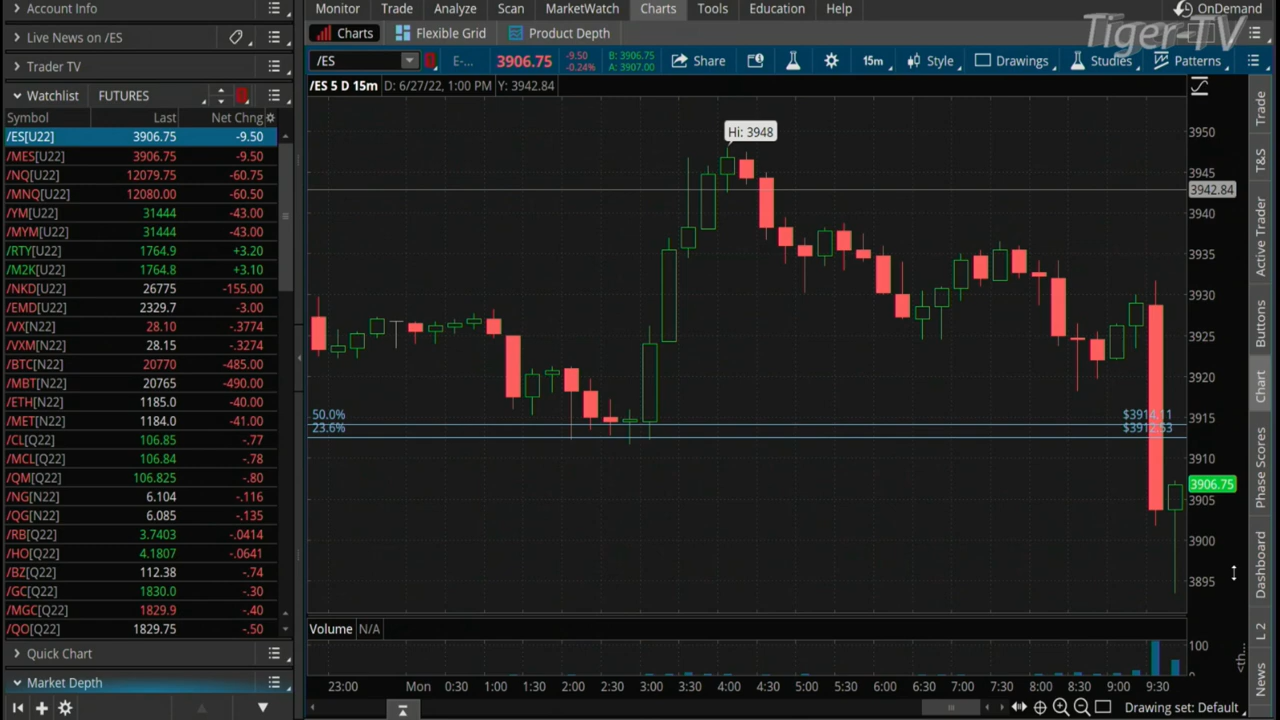 Account Info
Live News on /ES
Trader TV
Watchlist FUTURES
Symbol Last Net Chng
/ES[U22] 3906.75 -9.50
/MES[U22] 3906.75 -9.50
/NQ[U22] 12079.75 -60.75
/MNQ[U22] 12080.00 -60.50
/YM[U22] 31444 -43.00
/MYM[U22] 31444 -43.00
/RTY[U22] 1764.9 +3.20
/M2K[U22] 1764.8 +3.10
/NKD[U22] 26775 -155.00
/EMD[U22] 2329.7 -3.00
/VX[N22] 28.10 -.3774
/VXM[N22] 28.15 -.3274
/BTC[N22] 20770 -485.00
/MBT[N22] 20765 -490.00
/ETH[N22] 1185.0 -40.00
/MET[N22] 1184.0 -41.00
/CL[Q22] 106.85 -.77
/MCL[Q22] 106.84 -.78
/QM[Q22] 106.825 -.80
/NG[N22] 6.104 -.116
/QG[N22] 6.085 -.135
/RB[Q22] 3.7403 -.0414
/HO[Q22] 4.1807 -.0641
/BZ[Q22] 112.38 -.74
/GC[Q22] 1830.0 -.30
/MGC[Q22] 1829.9 -.40
/QO[Q22] 1829.75 -.50
Quick Chart
Market Depth
Monitor Trade Analyze Scan MarketWatch Charts Tools Education Help OnDemand
Tiger-TV
Charts Flexible Grid Product Depth
/ES E-... 3906.75 -9.50 -0.24% B: 3906.75 A: 3907.00 Share 15m Style Drawings Studies Patterns
/ES 5 D 15m D: 6/27/22, 1:00 PM Y: 3942.84
Hi: 3948
3950
3945
3942.84
3940
3935
3930
3925
3920
50.0% $3914.11
3915
23.6% $3912.53
3910
3906.75
3905
3900
3895
Volume N/A
100
0
<th...
23:00 Mon 0:30 1:00 1:30 2:00 2:30 3:00 3:30 4:00 4:30 5:00 5:30 6:00 6:30 7:00 7:30 8:00 8:30 9:00 9:30
Drawing set: Default
Trade
T&S
Active Trader
Buttons
Chart
Phase Scores
Dashboard
L 2
News